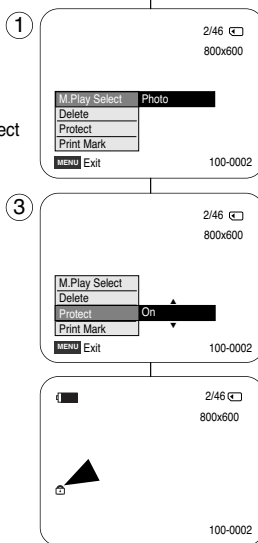 1
2/46
800x600
M.Play Select Photo
Delete
ect
Protect
Print Mark
MENU Exit 100-0002
3
2/46
800x600
M.Play Select
Delete
Protect On
Print Mark
MENU Exit 100-0002
2/46
800x600
100-0002